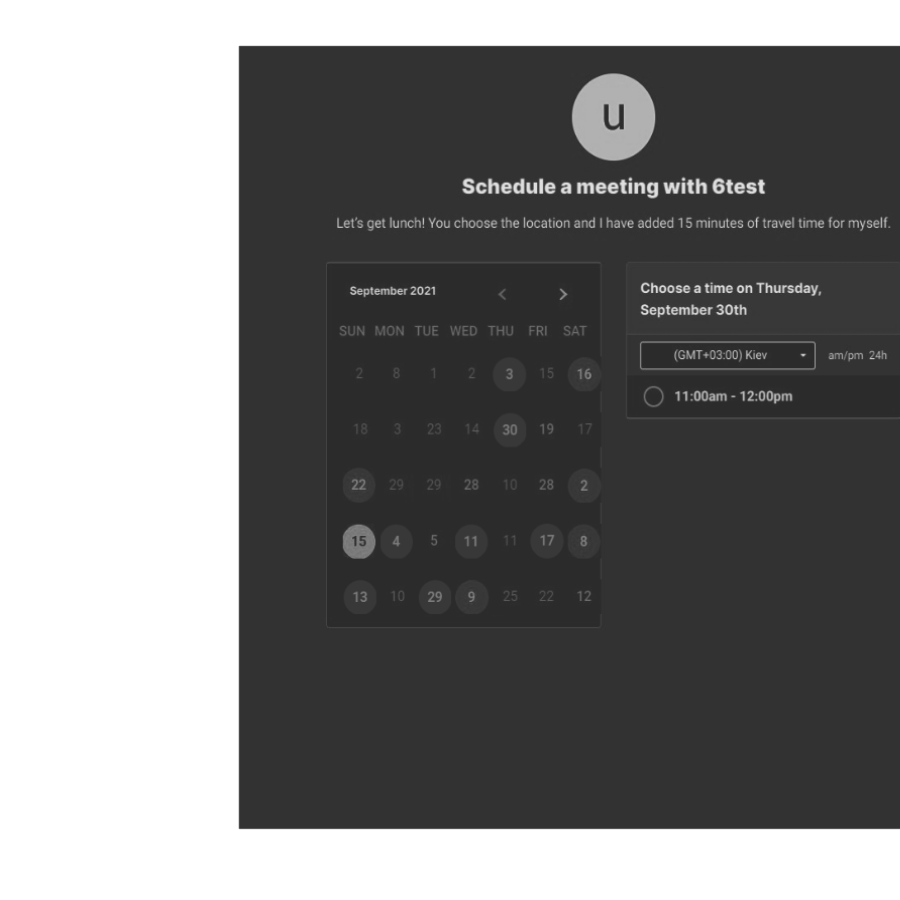 u
Schedule a meeting with 6test
Let's get lunch! You choose the location and I have added 15 minutes of travel time for myself.
September 2021
SUN MON TUE WED THU FRI SAT
2 8 1 2 3 15 16
18 3 23 14 30 19 17
22 29 29 28 10 28 2
15 4 5 11 11 17 8
13 10 29 9 25 22 12
Choose a time on Thursday,
September 30th
(GMT+03:00) Kiev am/pm 24h
11:00am - 12:00pm